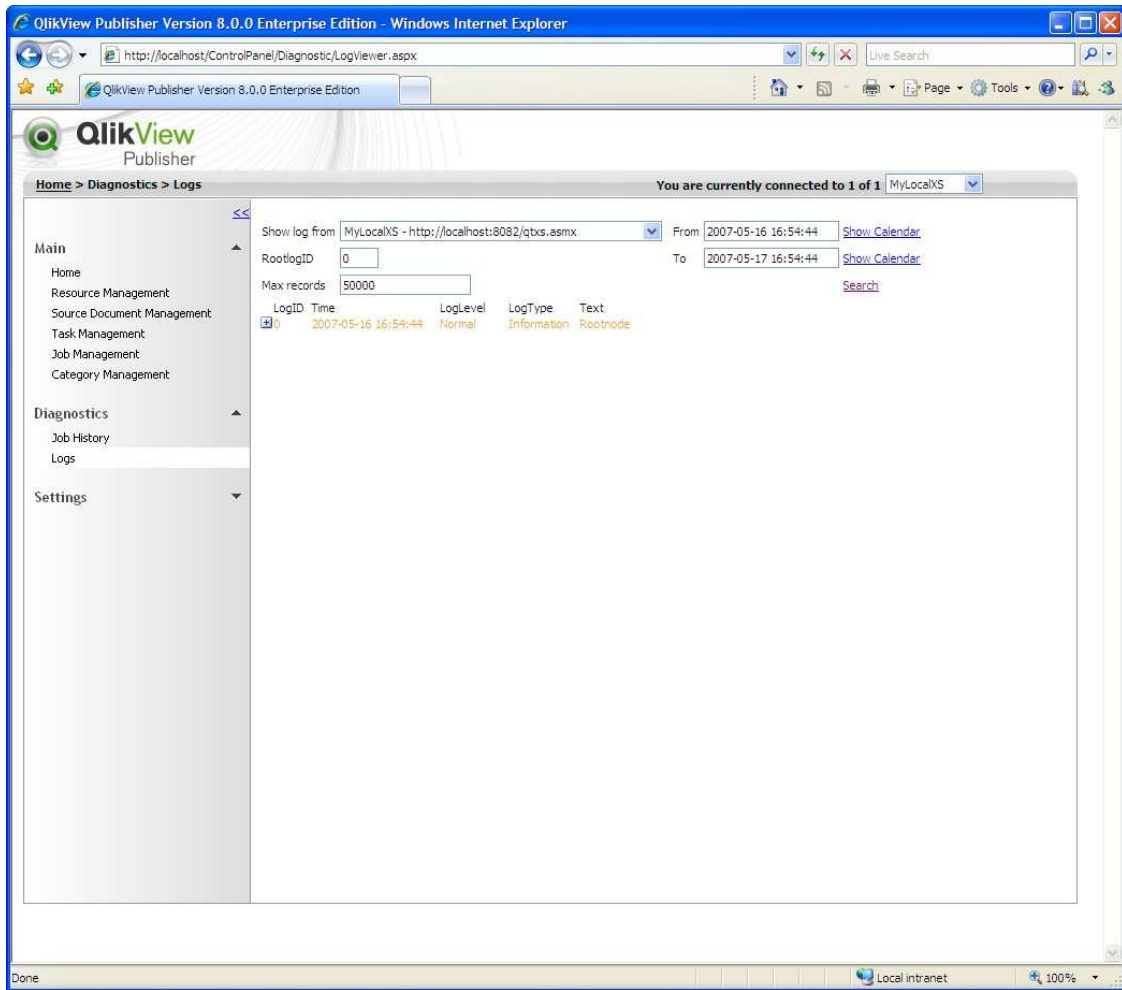 QlikView Publisher Version 8.0.0 Enterprise Edition - Windows Internet Explorer
http://localhost/ControlPanel/Diagnostic/LogViewer.aspx
Live Search
QlikView Publisher Version 8.0.0 Enterprise Edition
Page
Tools
QlikView
Publisher
Home > Diagnostics > Logs
You are currently connected to 1 of 1 MyLocalXS
<<
Main
Home
Resource Management
Source Document Management
Task Management
Job Management
Category Management
Diagnostics
Job History
Logs
Settings
Show log from MyLocalXS - http://localhost:8082/qtxs.asmx From 2007-05-16 16:54:44 Show Calendar
RootlogID 0 To 2007-05-17 16:54:44 Show Calendar
Max records 50000 Search
LogID Time LogLevel LogType Text
0 2007-05-16 16:54:44 Normal Information Rootnode
Done
Local intranet
100%